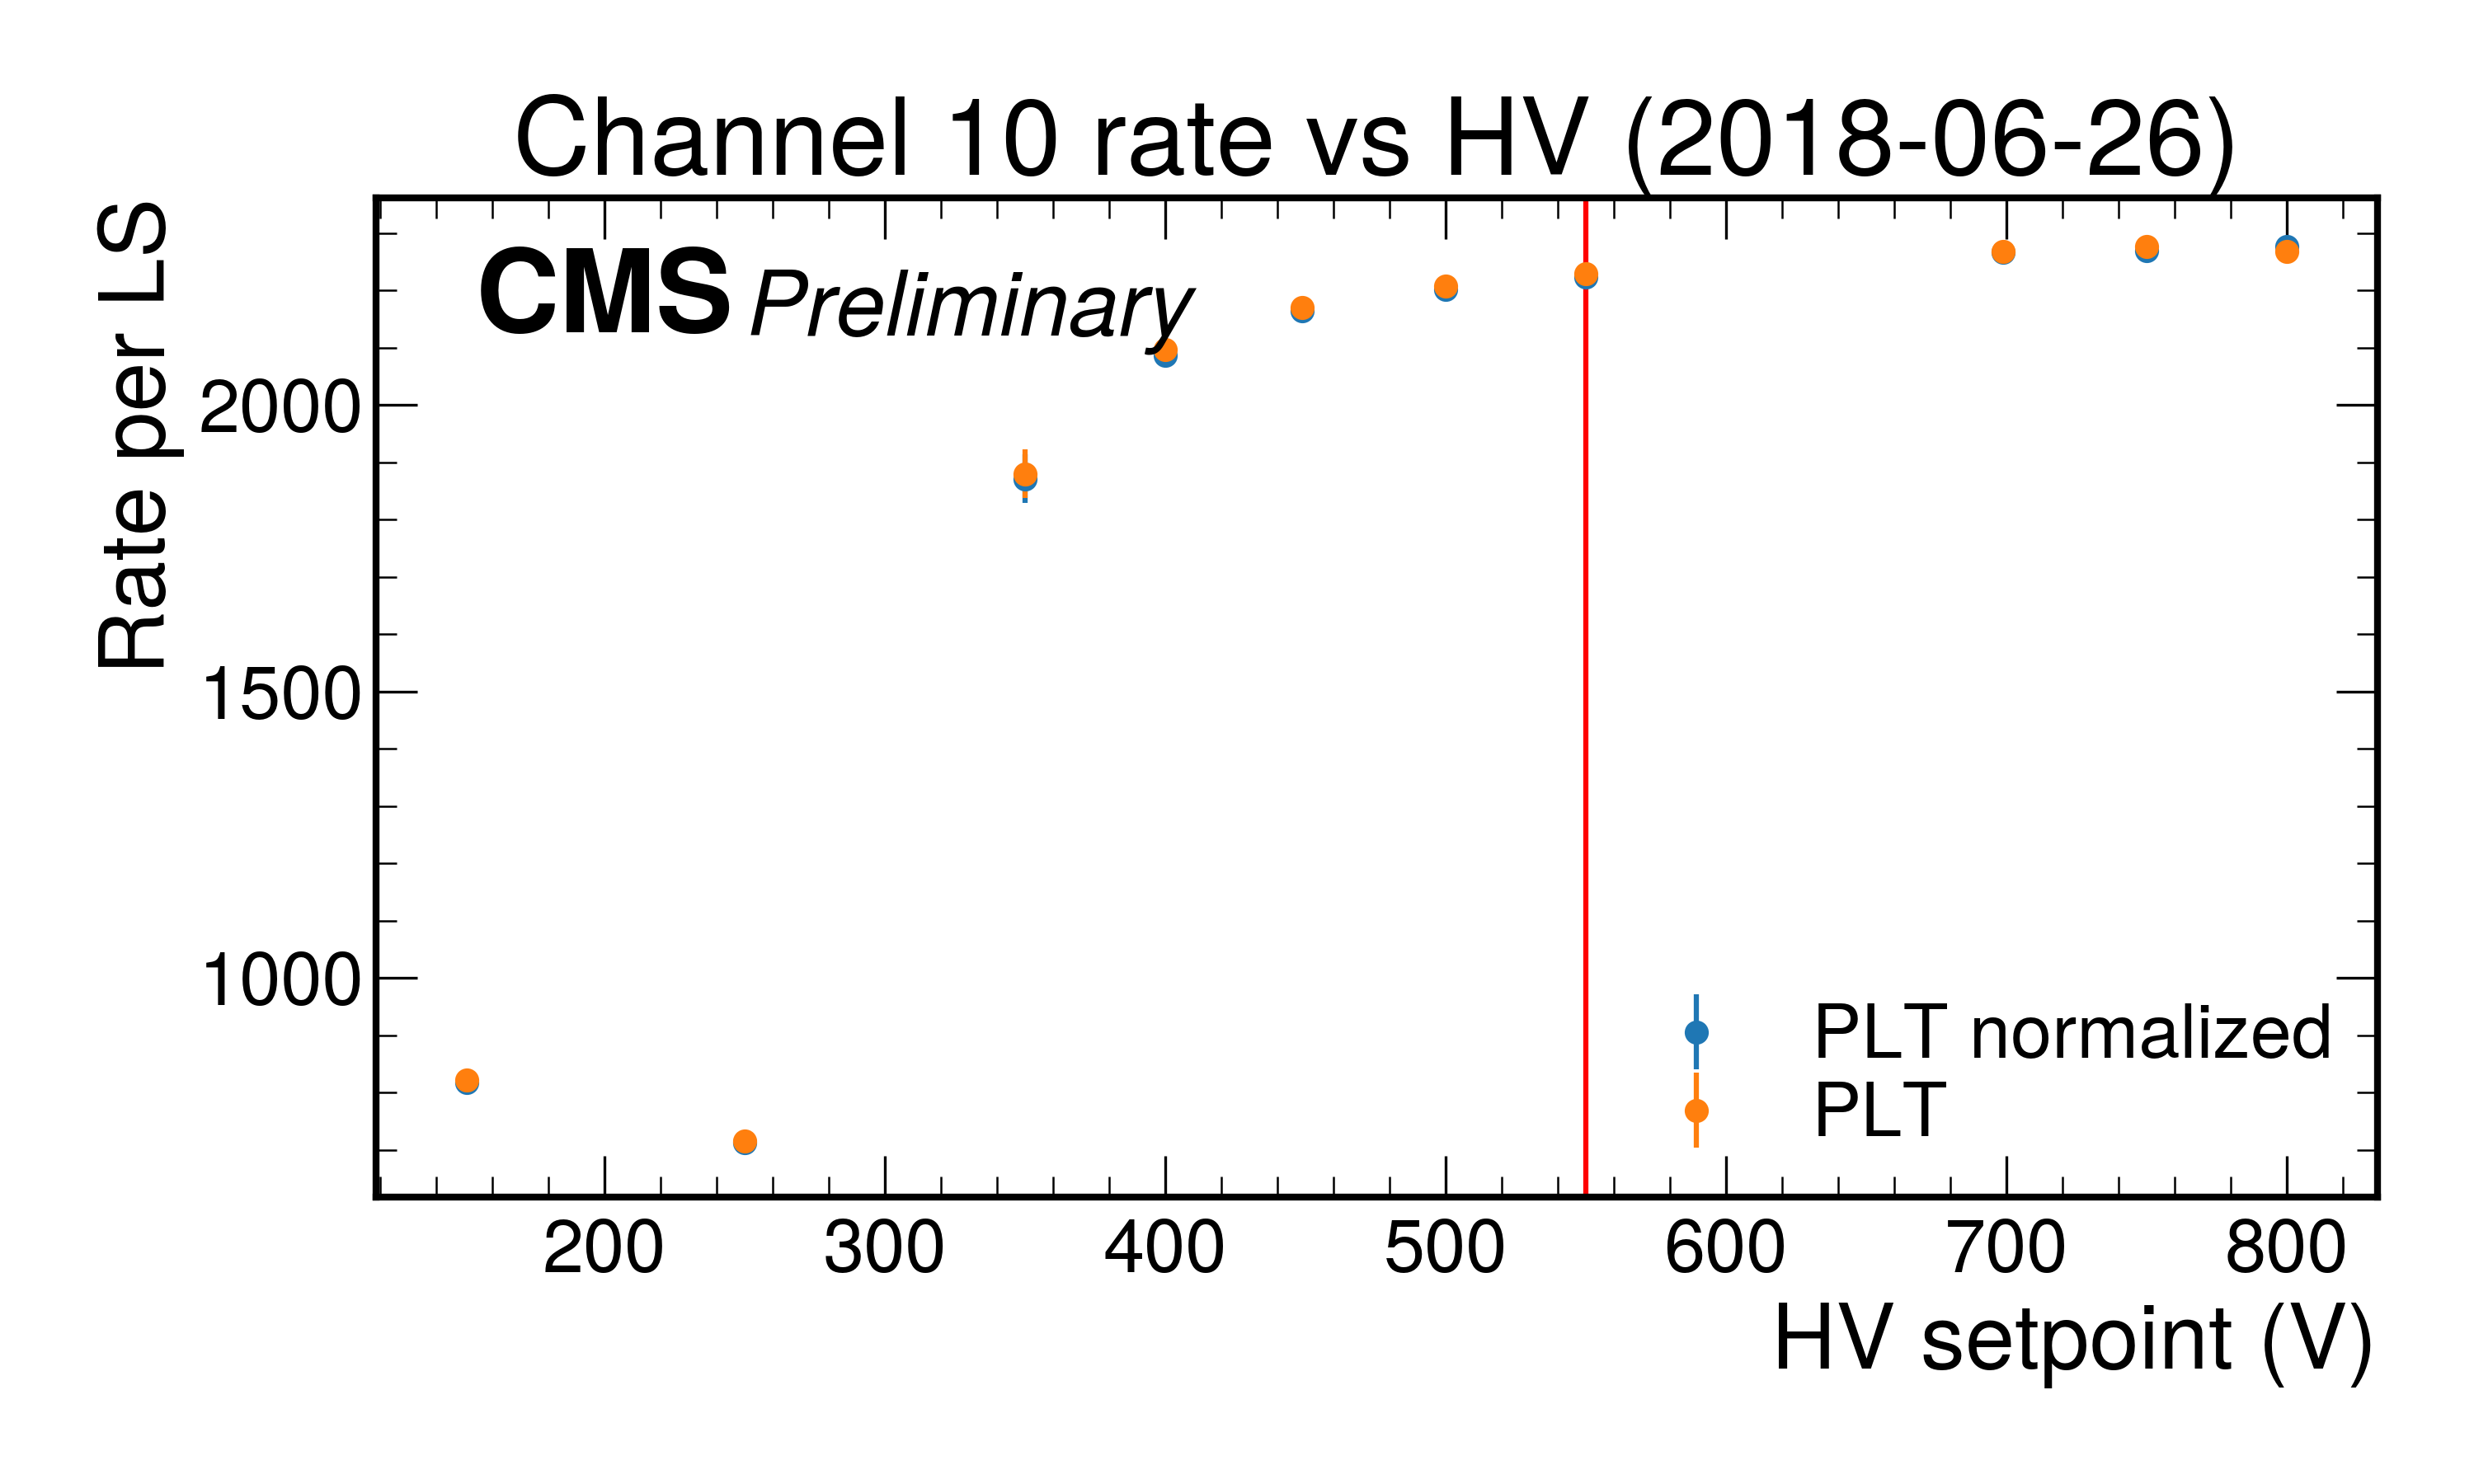 Channel 10 rate vs HV (2018-06-26)
CMS Preliminary
Rate per LS
2000
1500
1000
PLT normalized
PLT
200 300 400 500 600 700 800
HV setpoint (V)